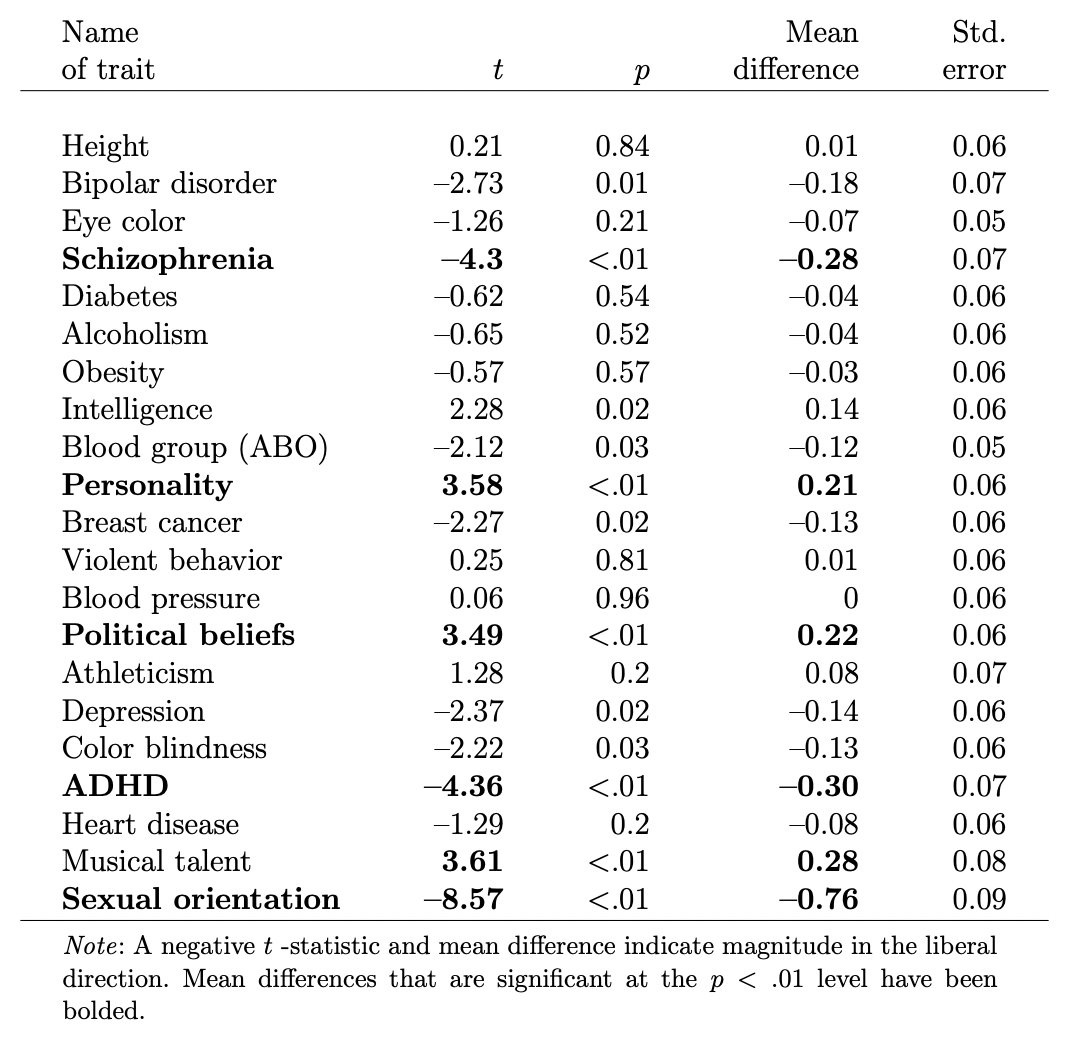 Name Mean Std.
of trait t p difference error
Height 0.21 0.84 0.01 0.06
Bipolar disorder –2.73 0.01 –0.18 0.07
Eye color –1.26 0.21 –0.07 0.05
Schizophrenia –4.3 <.01 –0.28 0.07
Diabetes –0.62 0.54 –0.04 0.06
Alcoholism –0.65 0.52 –0.04 0.06
Obesity –0.57 0.57 –0.03 0.06
Intelligence 2.28 0.02 0.14 0.06
Blood group (ABO) –2.12 0.03 –0.12 0.05
Personality 3.58 <.01 0.21 0.06
Breast cancer –2.27 0.02 –0.13 0.06
Violent behavior 0.25 0.81 0.01 0.06
Blood pressure 0.06 0.96 0 0.06
Political beliefs 3.49 <.01 0.22 0.06
Athleticism 1.28 0.2 0.08 0.07
Depression –2.37 0.02 –0.14 0.06
Color blindness –2.22 0.03 –0.13 0.06
ADHD –4.36 <.01 –0.30 0.07
Heart disease –1.29 0.2 –0.08 0.06
Musical talent 3.61 <.01 0.28 0.08
Sexual orientation –8.57 <.01 –0.76 0.09
Note: A negative t -statistic and mean difference indicate magnitude in the liberal
direction. Mean differences that are significant at the p < .01 level have been
bolded.